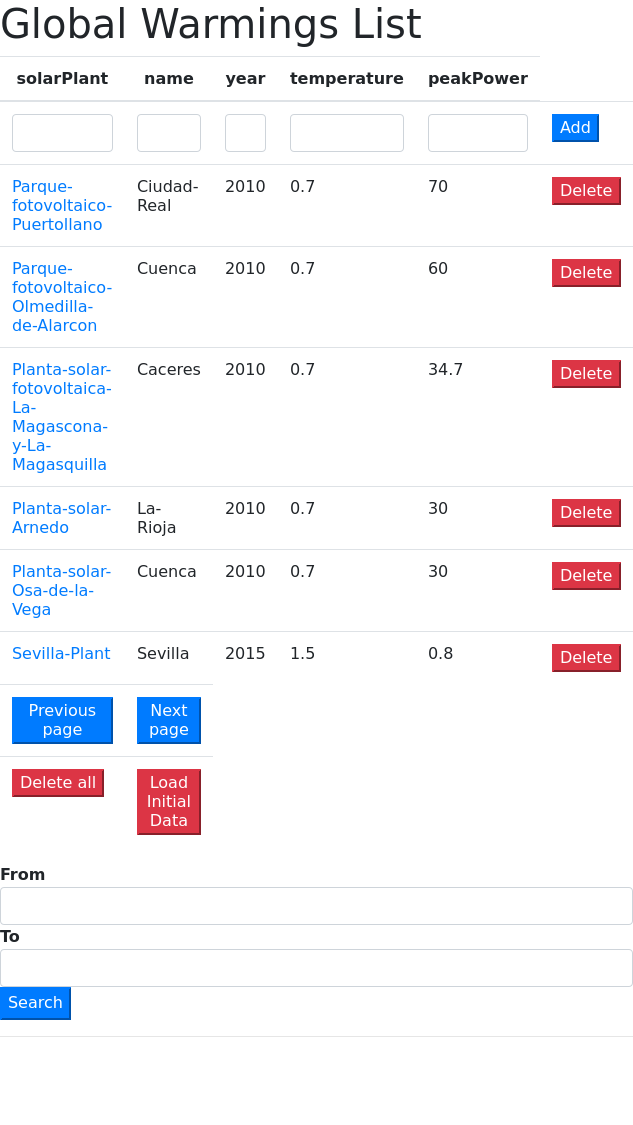 Global Warmings List
solarPlant name year temperature peakPower
Add
Parque-
fotovoltaico-
Puertollano
Ciudad-
Real
2010
0.7
70
Delete
Parque-
fotovoltaico-
Olmedilla-
de-Alarcon
Cuenca
2010
0.7
60
Delete
Planta-solar-
fotovoltaica-
La-
Magascona-
y-La-
Magasquilla
Caceres
2010
0.7
34.7
Delete
Planta-solar-
Arnedo
La-
Rioja
2010
0.7
30
Delete
Planta-solar-
Osa-de-la-
Vega
Cuenca
2010
0.7
30
Delete
Sevilla-Plant
Sevilla
2015
1.5
0.8
Delete
Previous
page
Next
page
Delete all
Load
Initial
Data
From
To
Search